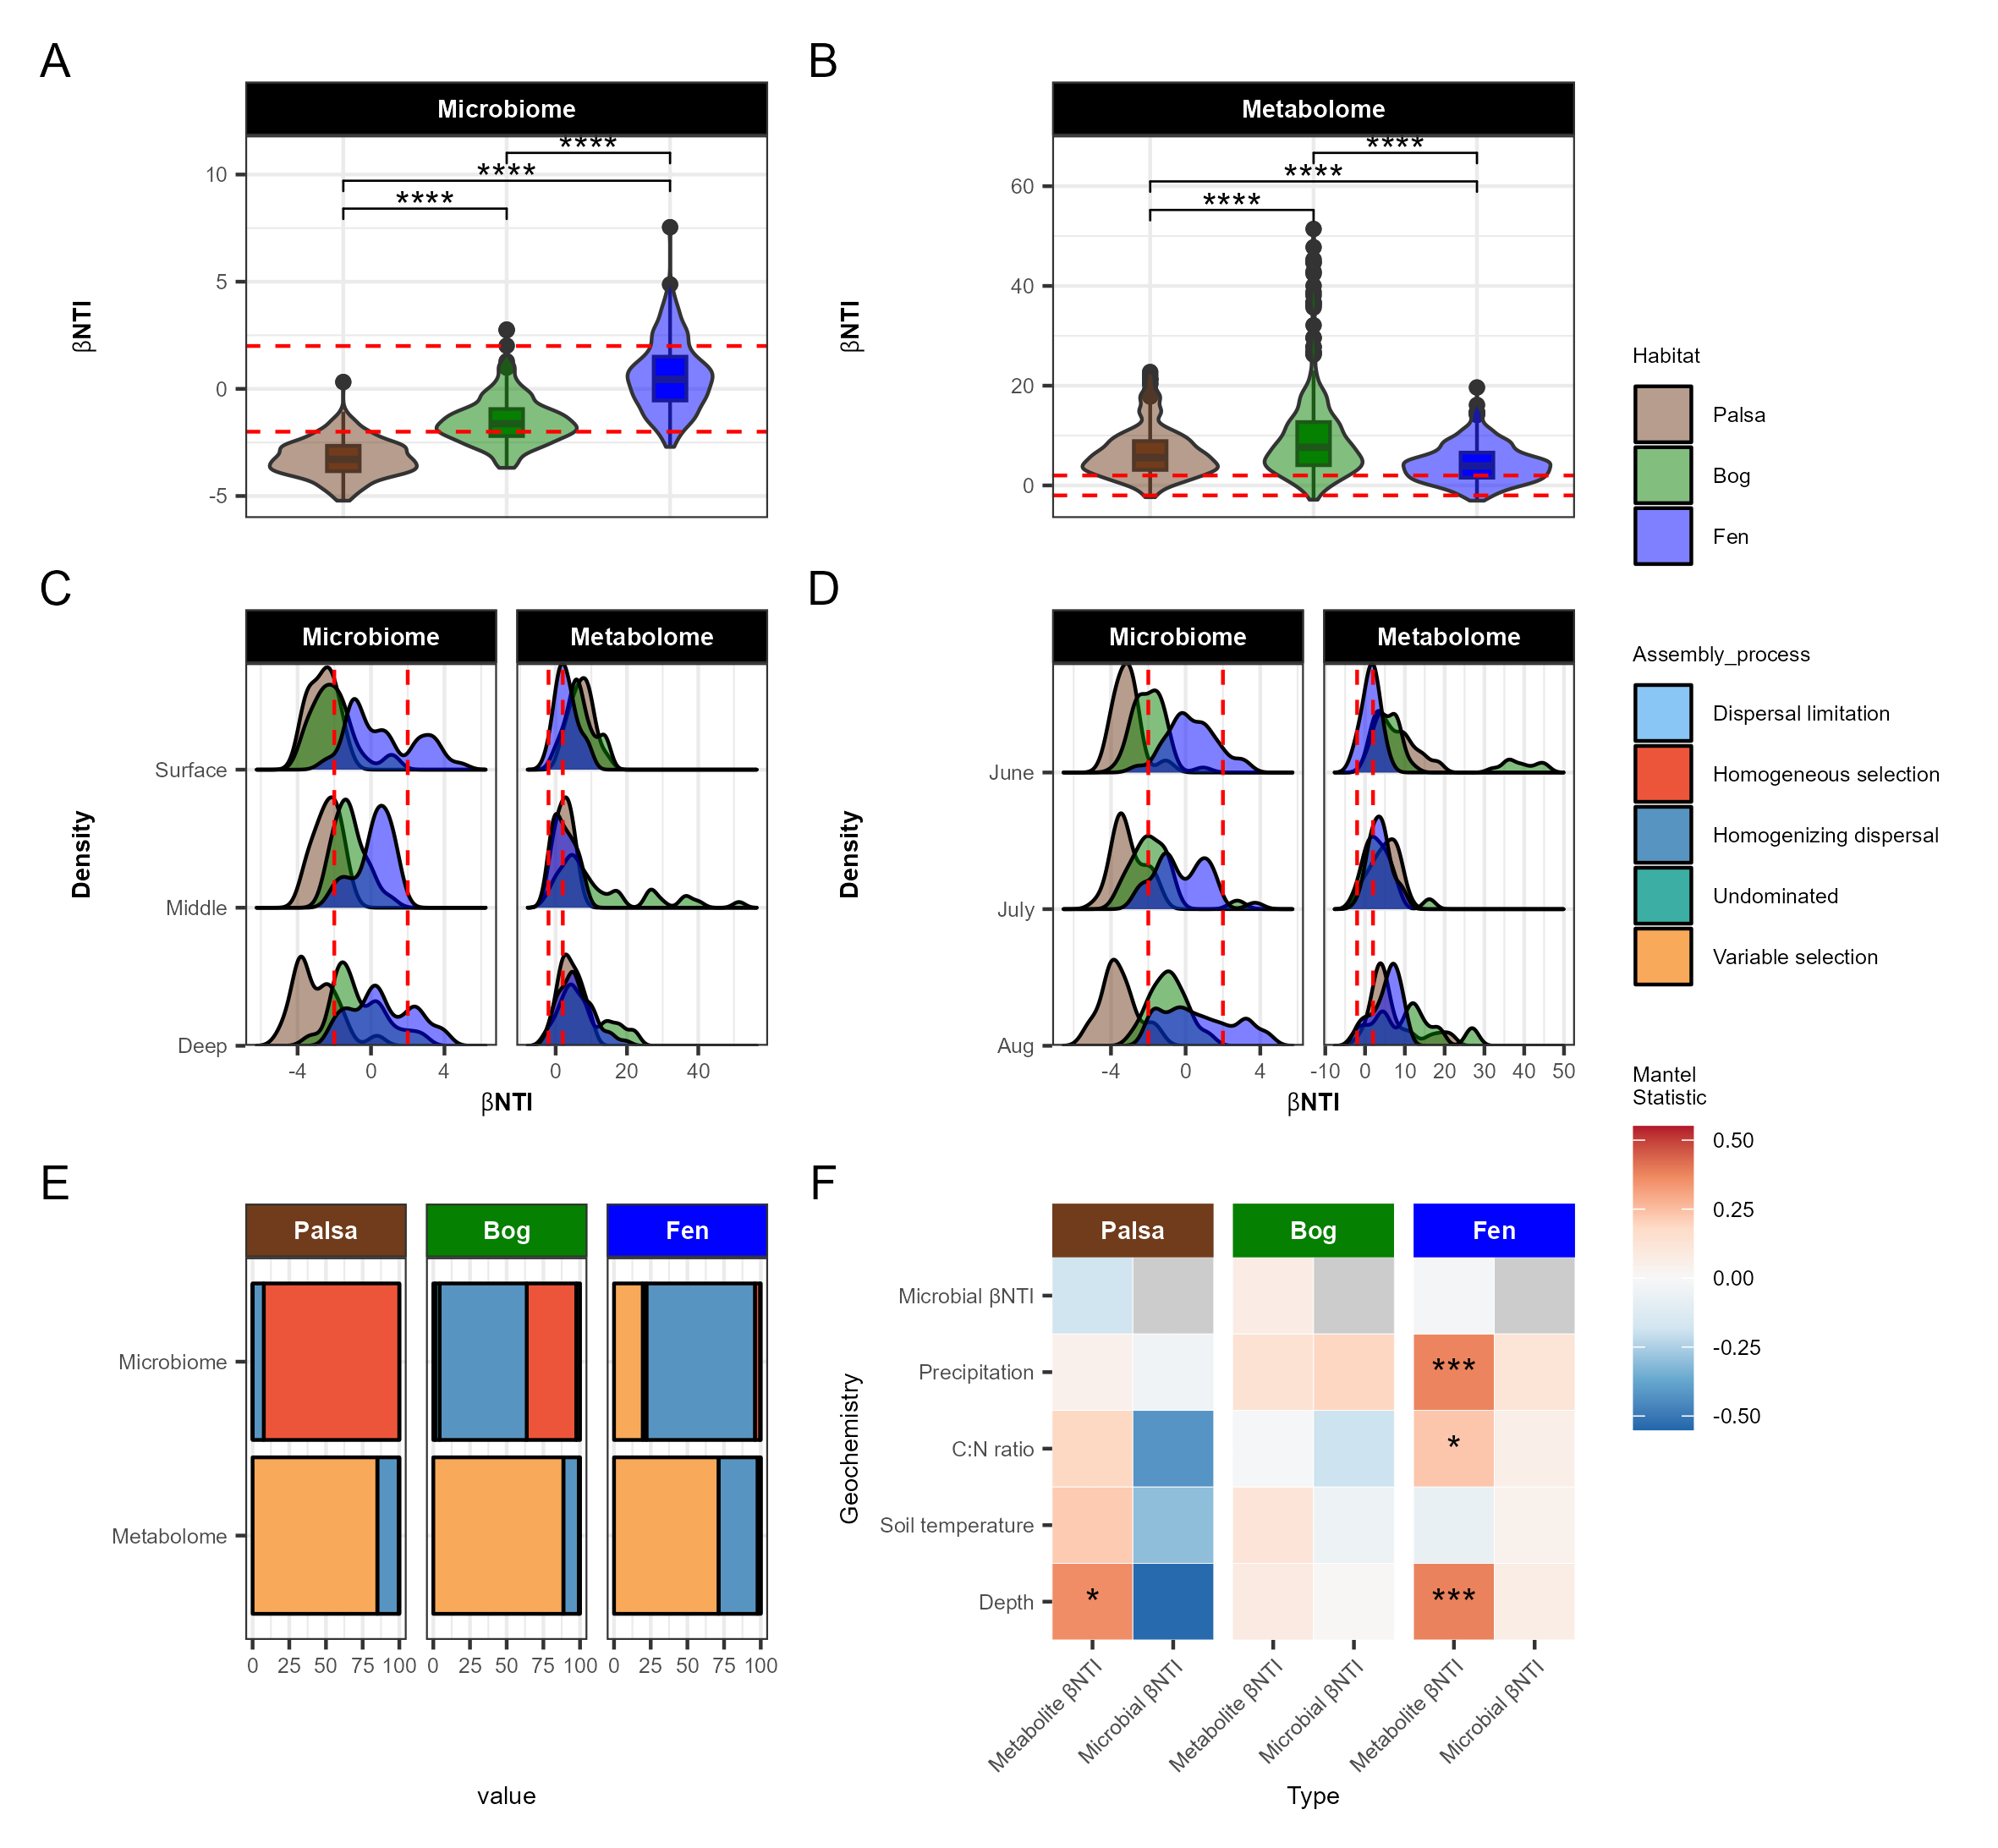 A
B
Microbiome
Metabolome
****
****
****
****
****
****
10
5
0
-5
60
40
20
0
βNTI
βNTI
Habitat
Palsa
Bog
Fen
C
D
Microbiome
Metabolome
Microbiome
Metabolome
Surface
Middle
Deep
June
July
Aug
Density
Density
-4
0
4
0
20
40
-4
0
4
-10
0
10
20
30
40
50
βNTI
βNTI
Assembly_process
Dispersal limitation
Homogeneous selection
Homogenizing dispersal
Undominated
Variable selection
Mantel
Statistic
0.50
0.25
0.00
-0.25
-0.50
E
F
Palsa
Bog
Fen
Microbiome
Metabolome
0
25
50
75
100
0
25
50
75
100
0
25
50
75
100
value
Palsa
Bog
Fen
Microbial βNTI
Precipitation
C:N ratio
Soil temperature
Depth
Geochemistry
***
*
*
***
Metabolite βNTI
Microbial βNTI
Metabolite βNTI
Microbial βNTI
Metabolite βNTI
Microbial βNTI
Type